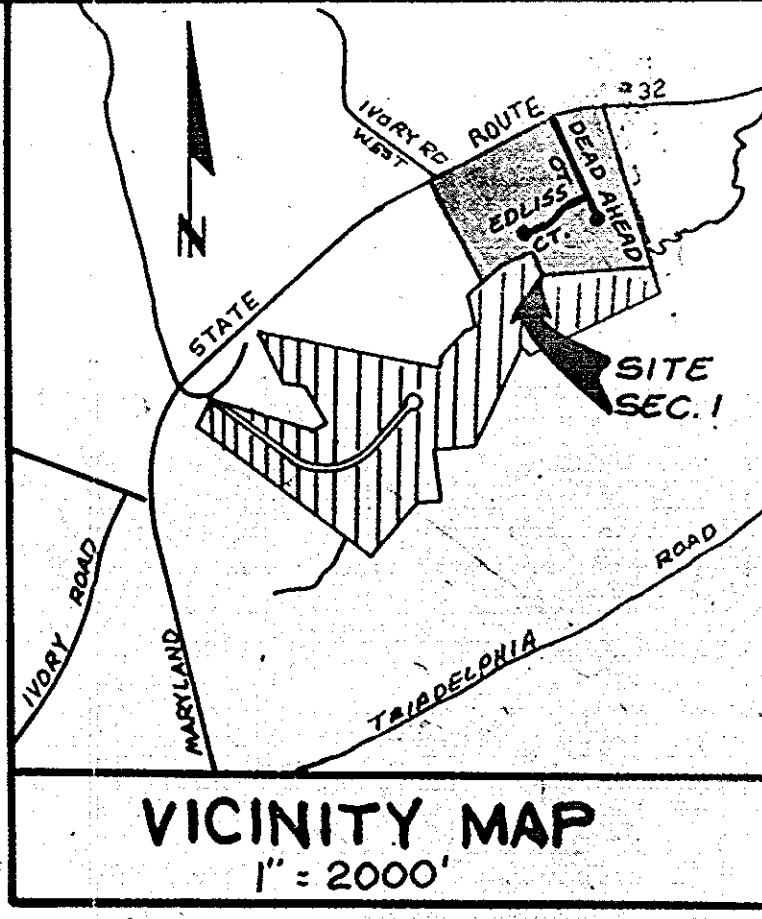 N
IVORY RD
WEST
STATE ROUTE #32
DEAD AHEAD CT.
EDLISS
CT.
SITE
SEC. 1
IVORY ROAD
MARYLAND
TRIADELPHIA ROAD
VICINITY MAP
1" = 2000'